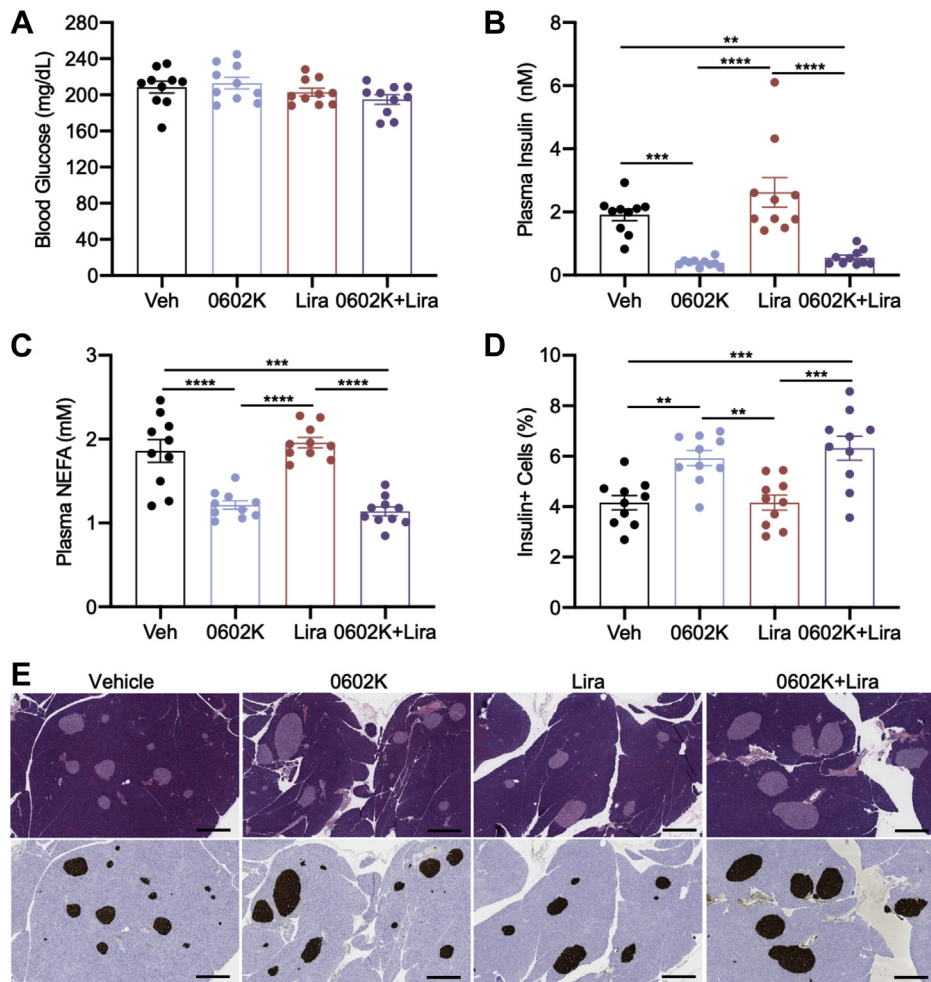 A
Blood Glucose (mg/dL)
280
240
200
160
120
80
40
0
Veh 0602K Lira 0602K+Lira
B
Plasma Insulin (nM)
8
6
4
2
0
**
**** ****
***
Veh 0602K Lira 0602K+Lira
C
Plasma NEFA (mM)
3
2
1
0
***
**** ****
****
Veh 0602K Lira 0602K+Lira
D
Insulin+ Cells (%)
10
8
6
4
2
0
***
***
** **
Veh 0602K Lira 0602K+Lira
E
Vehicle 0602K Lira 0602K+Lira